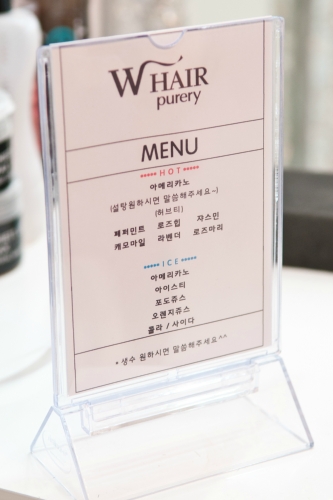 W HAIR
purery
MENU
***** HOT *****
아메리카노
(설탕원하시면 말씀해주세요~)
(허브티)
페퍼민트 로즈힙 쟈스민
캐모마일 라벤더 로즈마리
***** ICE *****
아메리카노
아이스티
포도쥬스
오렌지쥬스
콜라 / 사이다
* 생수 원하시면 말씀해주세요^^